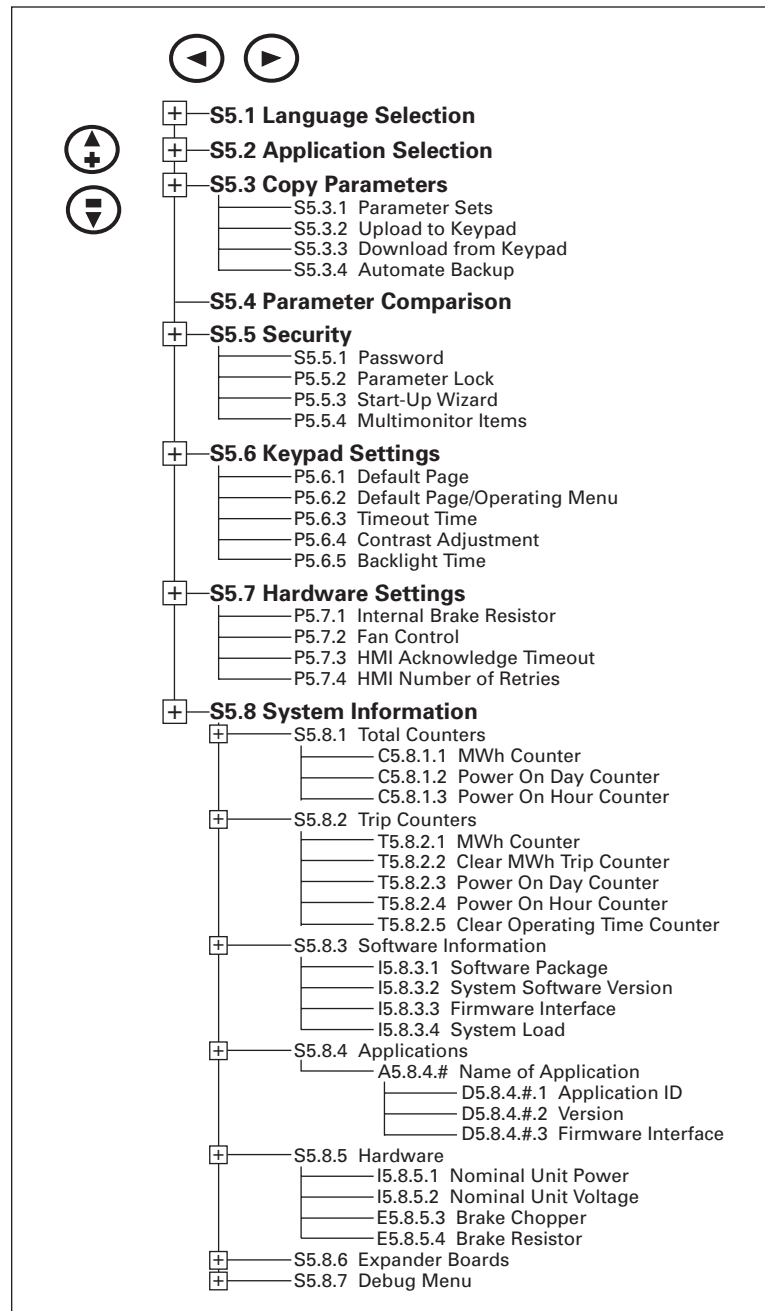 S5.1 Language Selection
S5.2 Application Selection
S5.3 Copy Parameters
S5.3.1 Parameter Sets
S5.3.2 Upload to Keypad
S5.3.3 Download from Keypad
S5.3.4 Automate Backup
S5.4 Parameter Comparison
S5.5 Security
S5.5.1 Password
P5.5.2 Parameter Lock
P5.5.3 Start-Up Wizard
P5.5.4 Multimonitor Items
S5.6 Keypad Settings
P5.6.1 Default Page
P5.6.2 Default Page/Operating Menu
P5.6.3 Timeout Time
P5.6.4 Contrast Adjustment
P5.6.5 Backlight Time
S5.7 Hardware Settings
P5.7.1 Internal Brake Resistor
P5.7.2 Fan Control
P5.7.3 HMI Acknowledge Timeout
P5.7.4 HMI Number of Retries
S5.8 System Information
S5.8.1 Total Counters
C5.8.1.1 MWh Counter
C5.8.1.2 Power On Day Counter
C5.8.1.3 Power On Hour Counter
S5.8.2 Trip Counters
T5.8.2.1 MWh Counter
T5.8.2.2 Clear MWh Trip Counter
T5.8.2.3 Power On Day Counter
T5.8.2.4 Power On Hour Counter
T5.8.2.5 Clear Operating Time Counter
S5.8.3 Software Information
I5.8.3.1 Software Package
I5.8.3.2 System Software Version
I5.8.3.3 Firmware Interface
I5.8.3.4 System Load
S5.8.4 Applications
A5.8.4.# Name of Application
D5.8.4.#.1 Application ID
D5.8.4.#.2 Version
D5.8.4.#.3 Firmware Interface
S5.8.5 Hardware
I5.8.5.1 Nominal Unit Power
I5.8.5.2 Nominal Unit Voltage
E5.8.5.3 Brake Chopper
E5.8.5.4 Brake Resistor
S5.8.6 Expander Boards
S5.8.7 Debug Menu